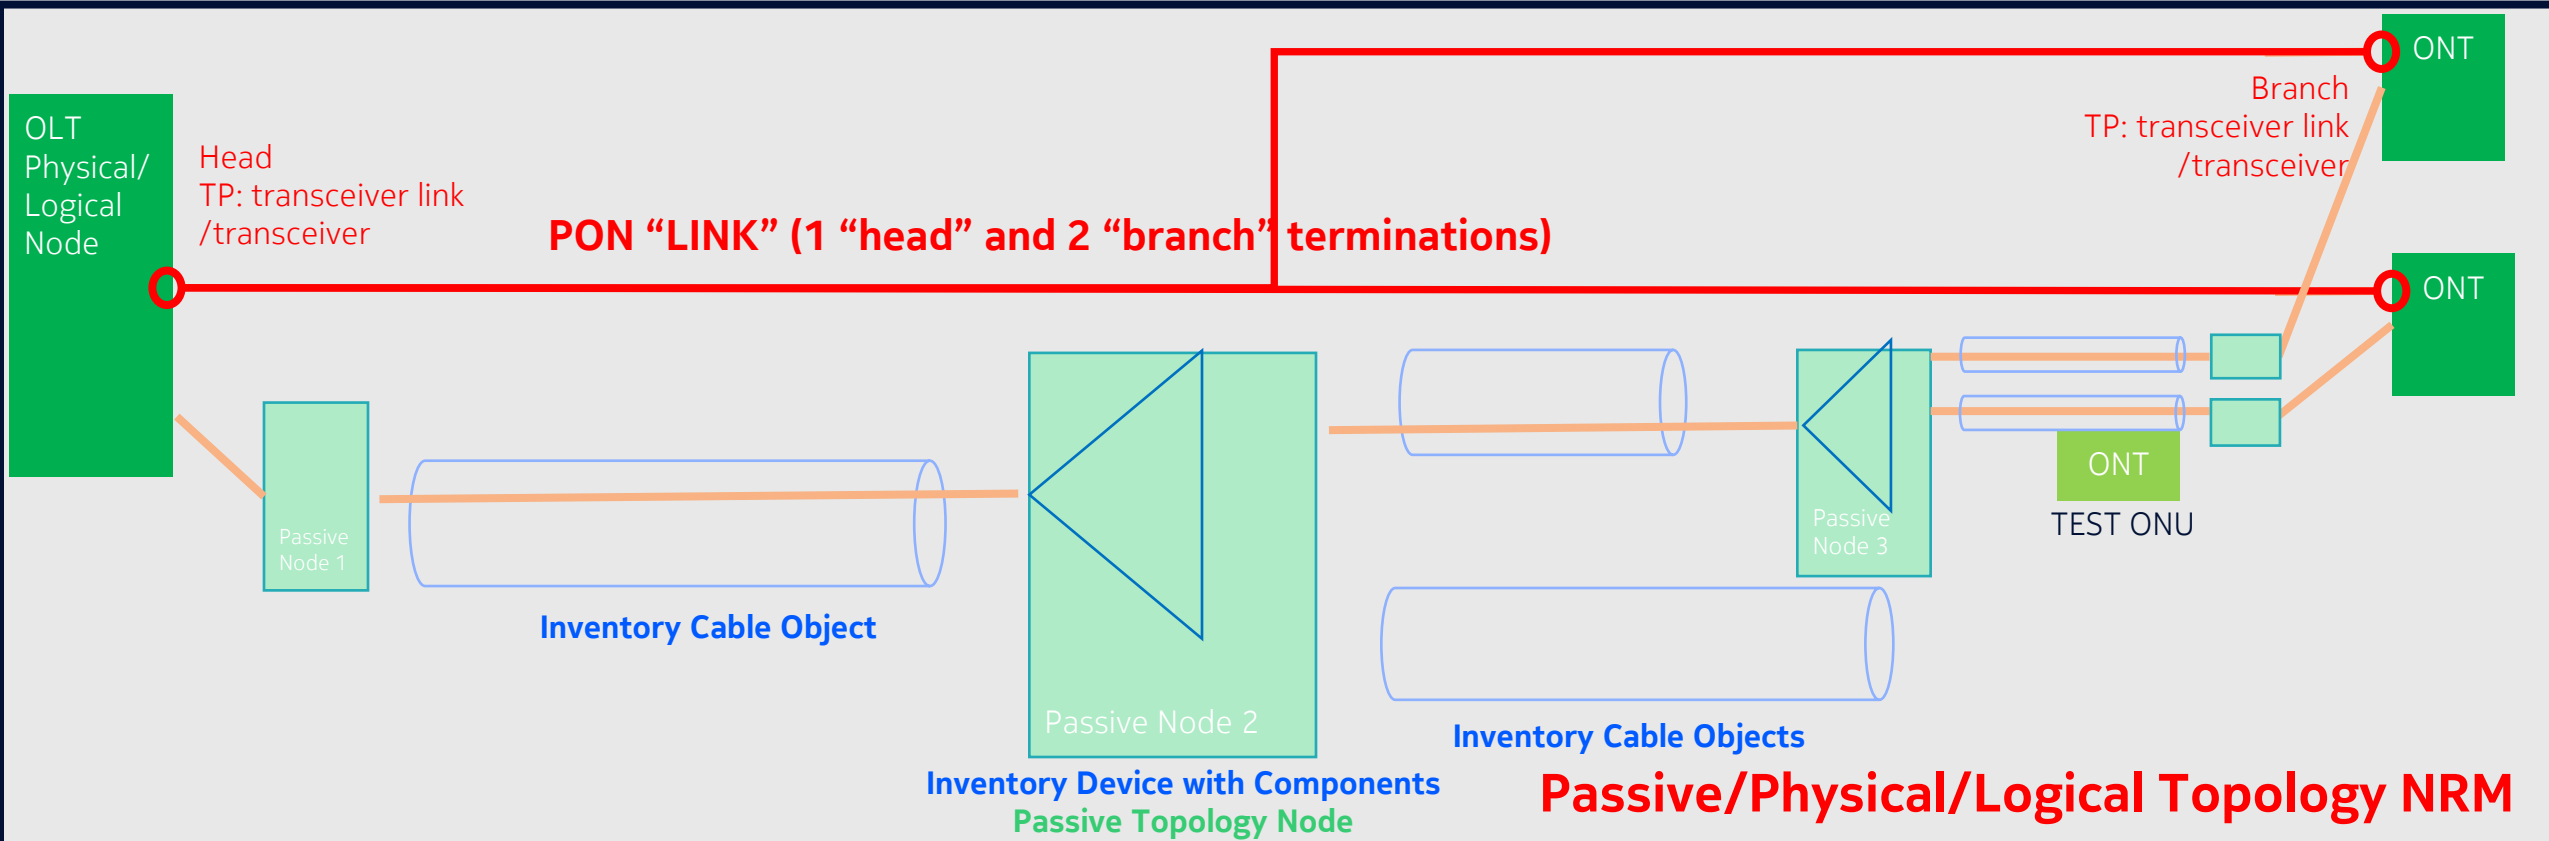 ONT
Branch
TP: transceiver link
/transceiver
OLT
Physical/
Logical
Node
Head
TP: transceiver link
/transceiver
PON “LINK” (1 “head” and 2 “branch” terminations)
ONT
ONT
TEST ONU
Passive
Node 1
Passive
Node 3
Inventory Cable Object
Passive Node 2
Inventory Cable Objects
Inventory Device with Components
Passive Topology Node
Passive/Physical/Logical Topology NRM